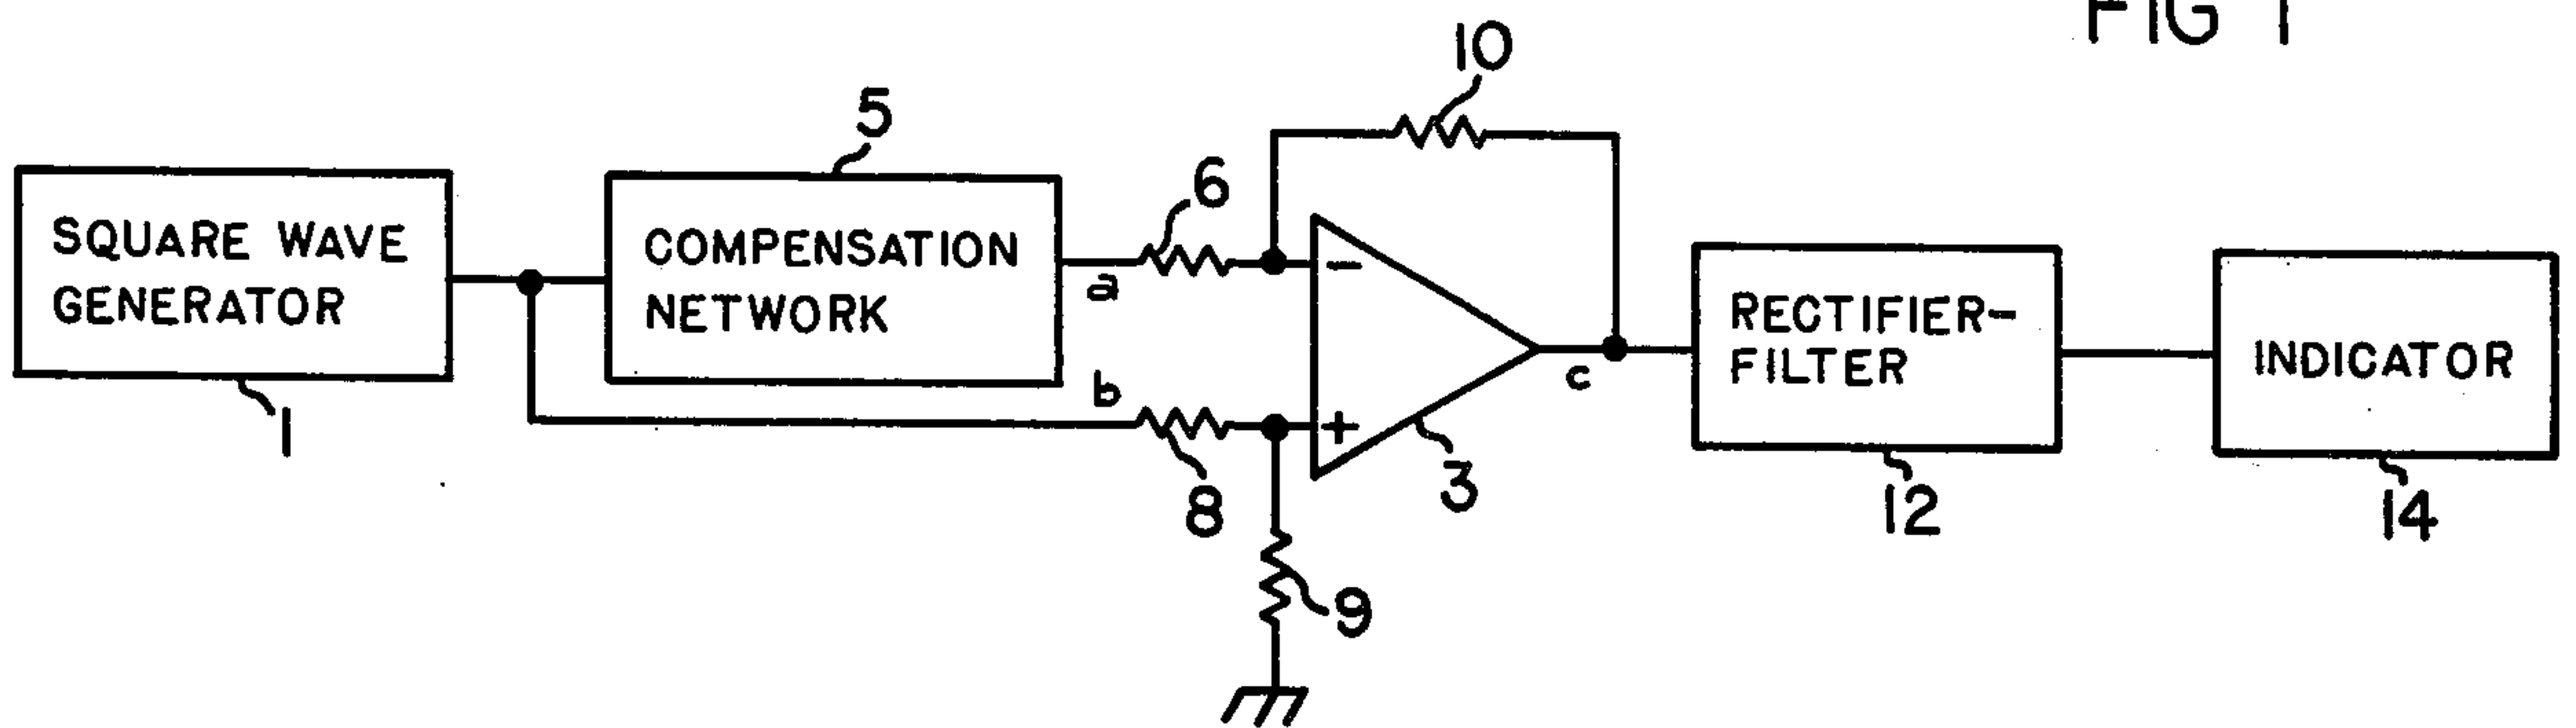 FIG 1
10
5
6
SQUARE WAVE
GENERATOR
COMPENSATION
NETWORK
a
b
-
+
c
RECTIFIER-
FILTER
INDICATOR
1
8
3
12
14
9